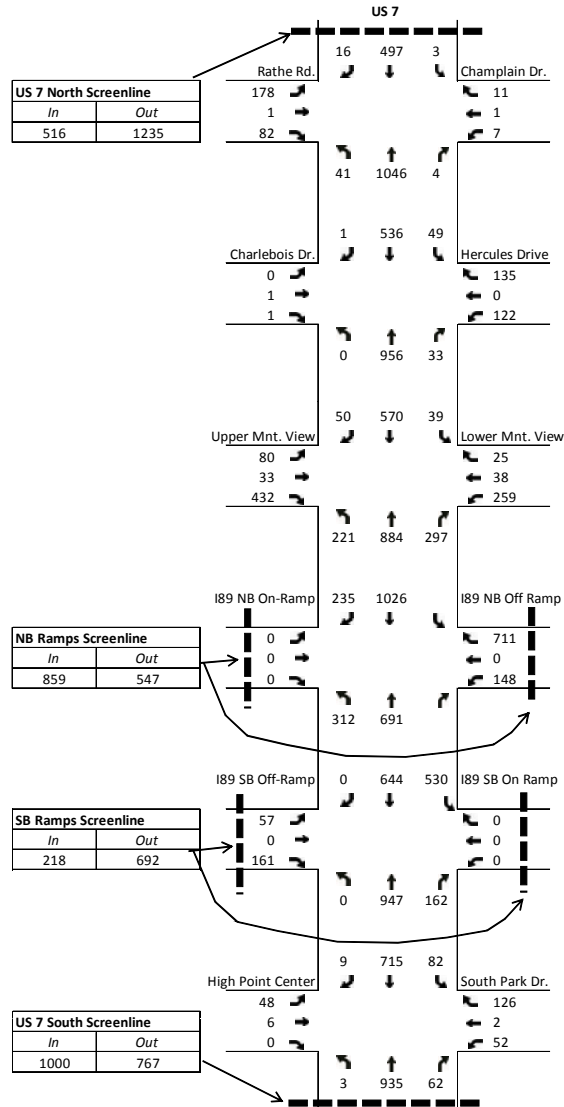 US 7
16 497 3
Rathe Rd. Champlain Dr.
178 11
US 7 North Screenline
In Out
1 1
516 1235
82 7
41 1046 4
1 536 49
Charlebois Dr. Hercules Drive
0 135
1 0
1 122
0 956 33
50 570 39
Upper Mnt. View Lower Mnt. View
80 25
33 38
432 259
221 884 297
I89 NB On-Ramp 235 1026 I89 NB Off Ramp
NB Ramps Screenline
0 711
In Out
0 0
859 547
0 148
312 691
I89 SB Off-Ramp 0 644 530 I89 SB On Ramp
SB Ramps Screenline
57 0
In Out
0 0
218 692
161 0
0 947 162
9 715 82
High Point Center South Park Dr.
48 126
US 7 South Screenline
6 2
In Out
0 52
1000 767
3 935 62